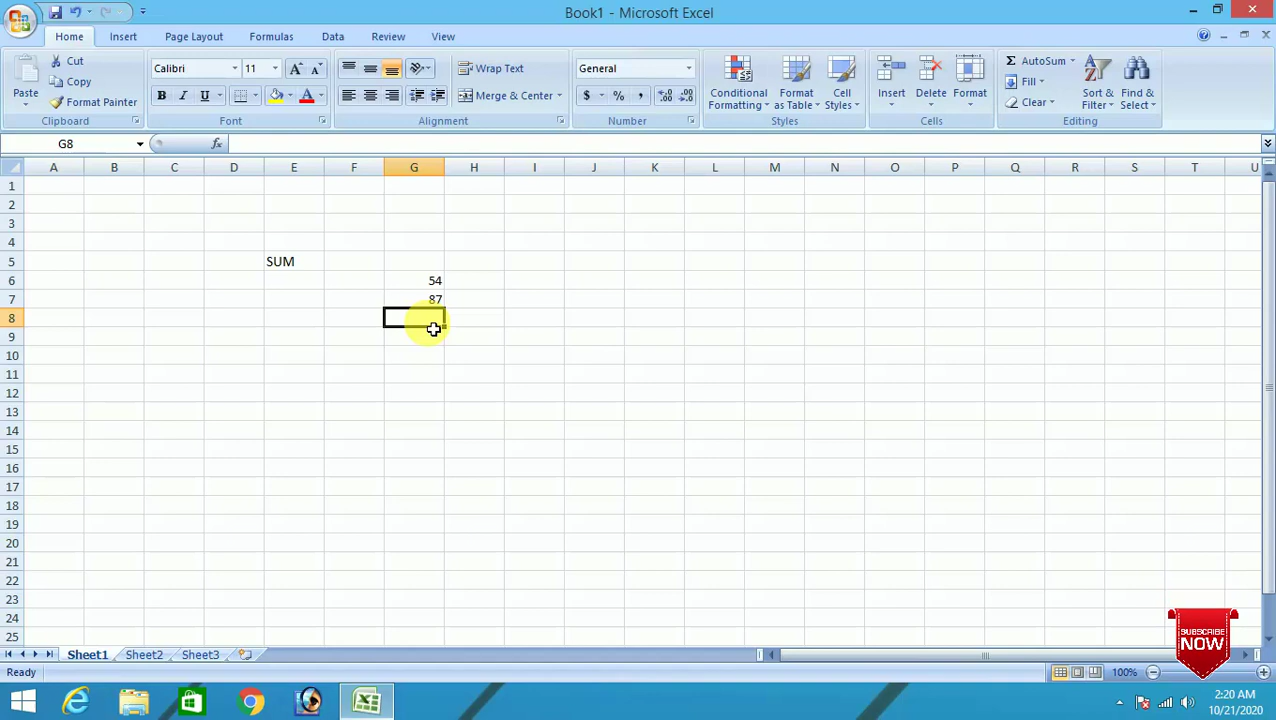 Book1 - Microsoft Excel
Home Insert Page Layout Formulas Data Review View
Paste Cut Copy Format Painter Clipboard
Calibri 11 A A B I U A Font
Wrap Text Merge & Center Alignment
General $ % , .0 .00 .00 .0 Number
Conditional Formatting Format as Table Cell Styles Styles
Insert Delete Format Cells
Σ AutoSum Fill Clear Sort & Filter Find & Select Editing
G8 fx
A B C D E F G H I J K L M N O P Q R S T U
1
2
3
4
5 SUM
6 54
7 87
8
9
10
11
12
13
14
15
16
17
18
19
20
21
22
23
24
25
SUBSCRIBE
NOW
Sheet1 Sheet2 Sheet3
Ready 100%
2:20 AM
10/21/2020